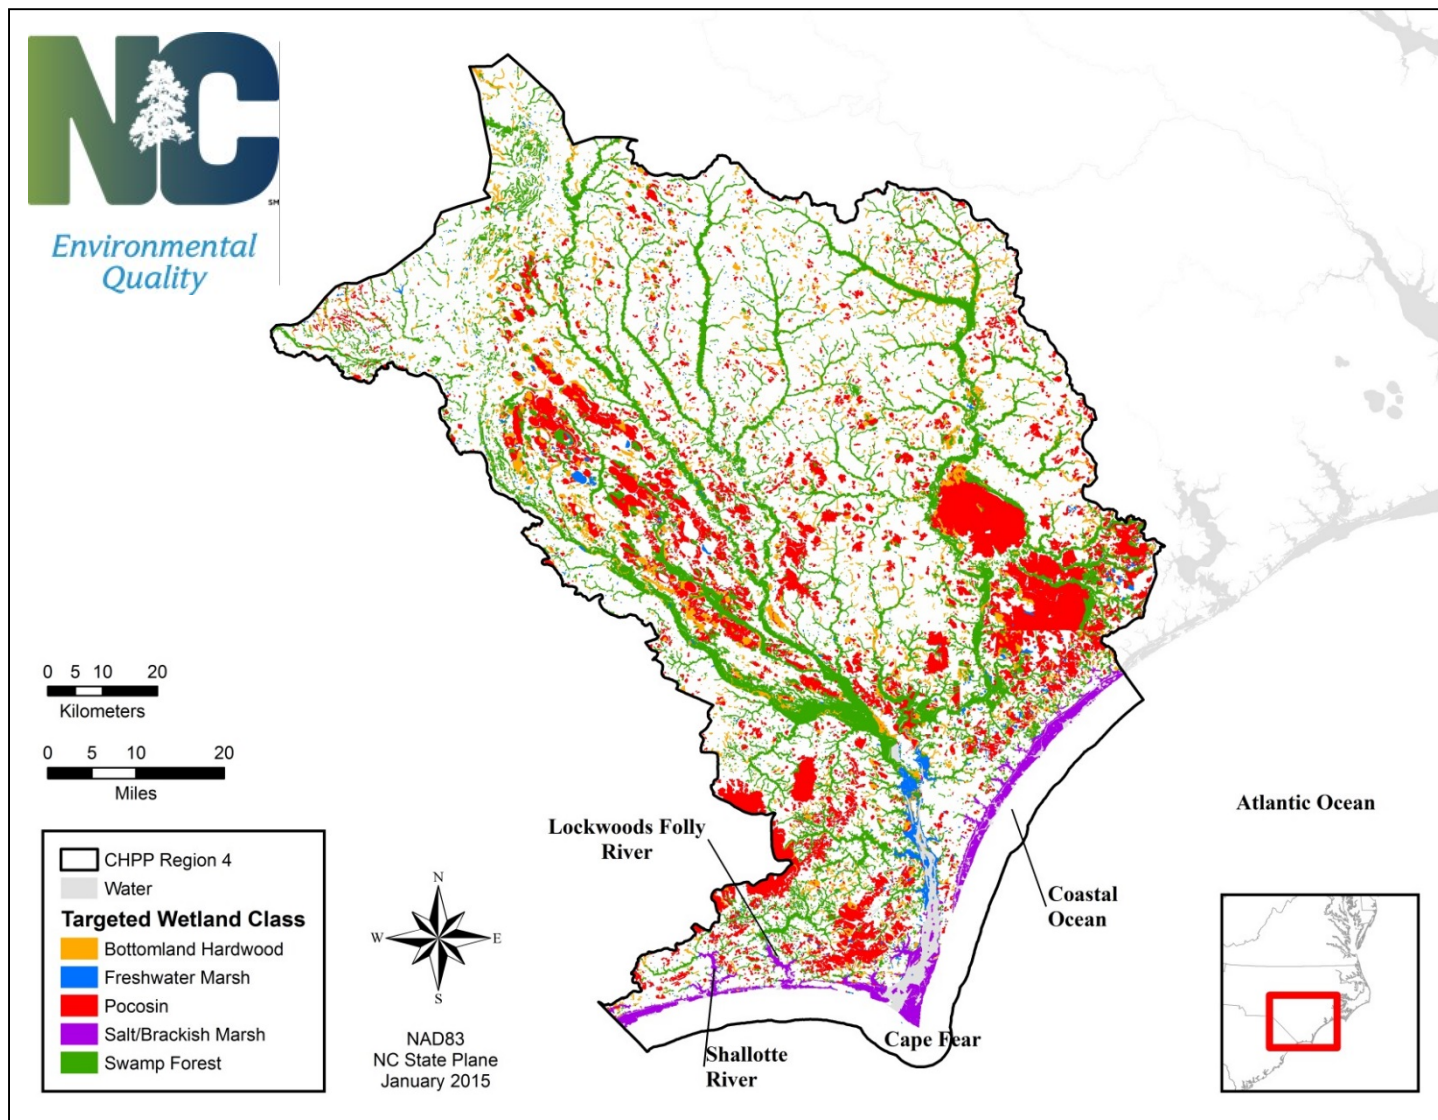 NC
SM
Environmental
Quality
0 5 10 20
Kilometers
0 5 10 20
Miles
CHPP Region 4
Water
Targeted Wetland Class
Bottomland Hardwood
Freshwater Marsh
Pocosin
Salt/Brackish Marsh
Swamp Forest
N
W E
S
NAD83
NC State Plane
January 2015
Lockwoods Folly
River
Shallotte
River
Cape Fear
Coastal
Ocean
Atlantic Ocean